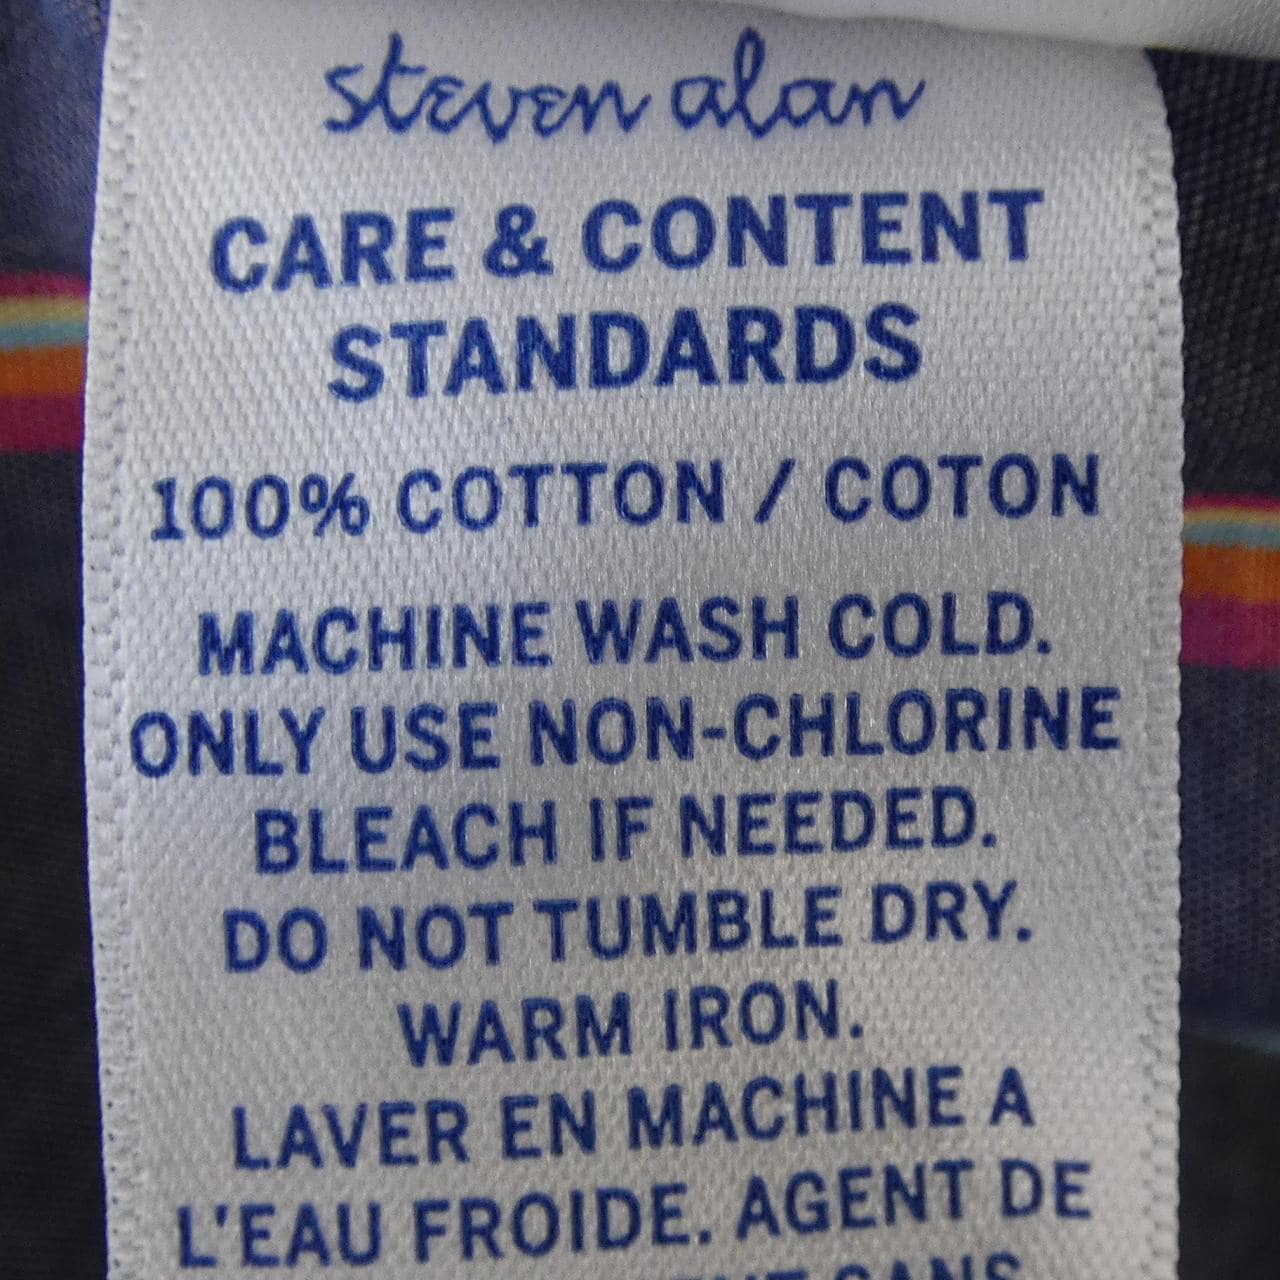 steven alan
CARE & CONTENT
STANDARDS
100% COTTON / COTON
MACHINE WASH COLD.
ONLY USE NON-CHLORINE
BLEACH IF NEEDED.
DO NOT TUMBLE DRY.
WARM IRON.
LAVER EN MACHINE A
L'EAU FROIDE. AGENT DE
SANS